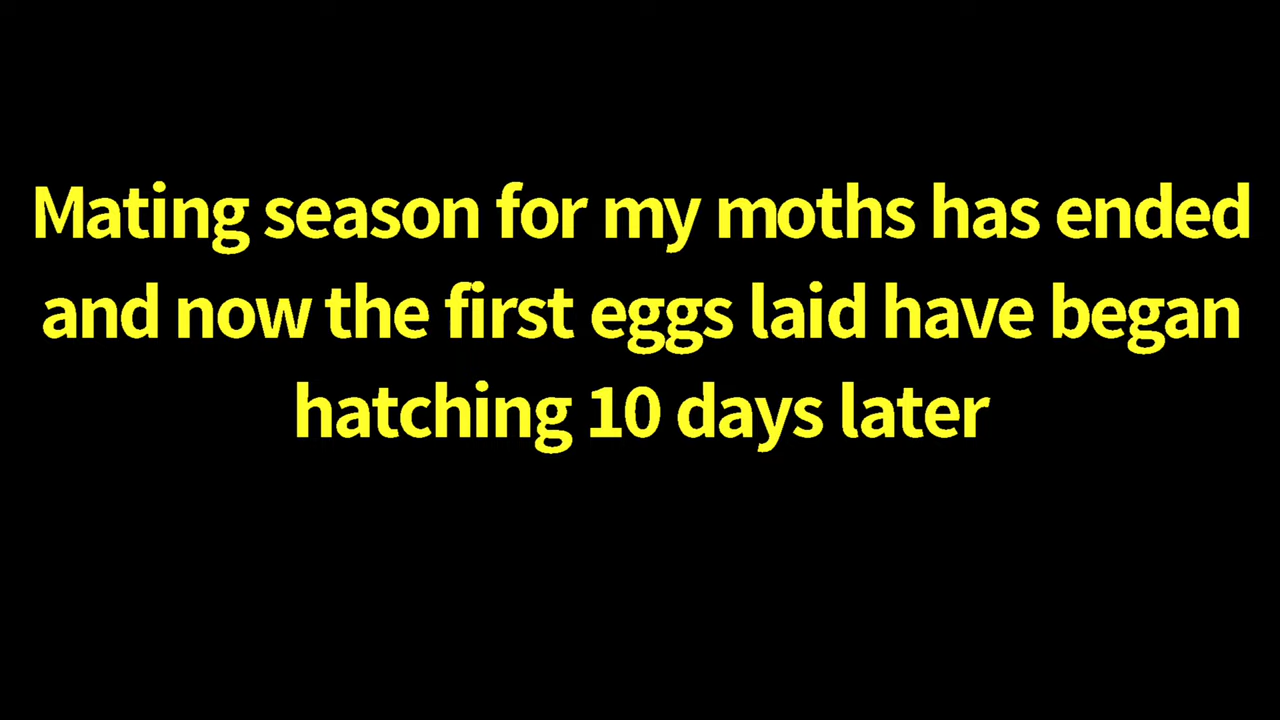 Mating season for my moths has ended
and now the first eggs laid have began
hatching 10 days later